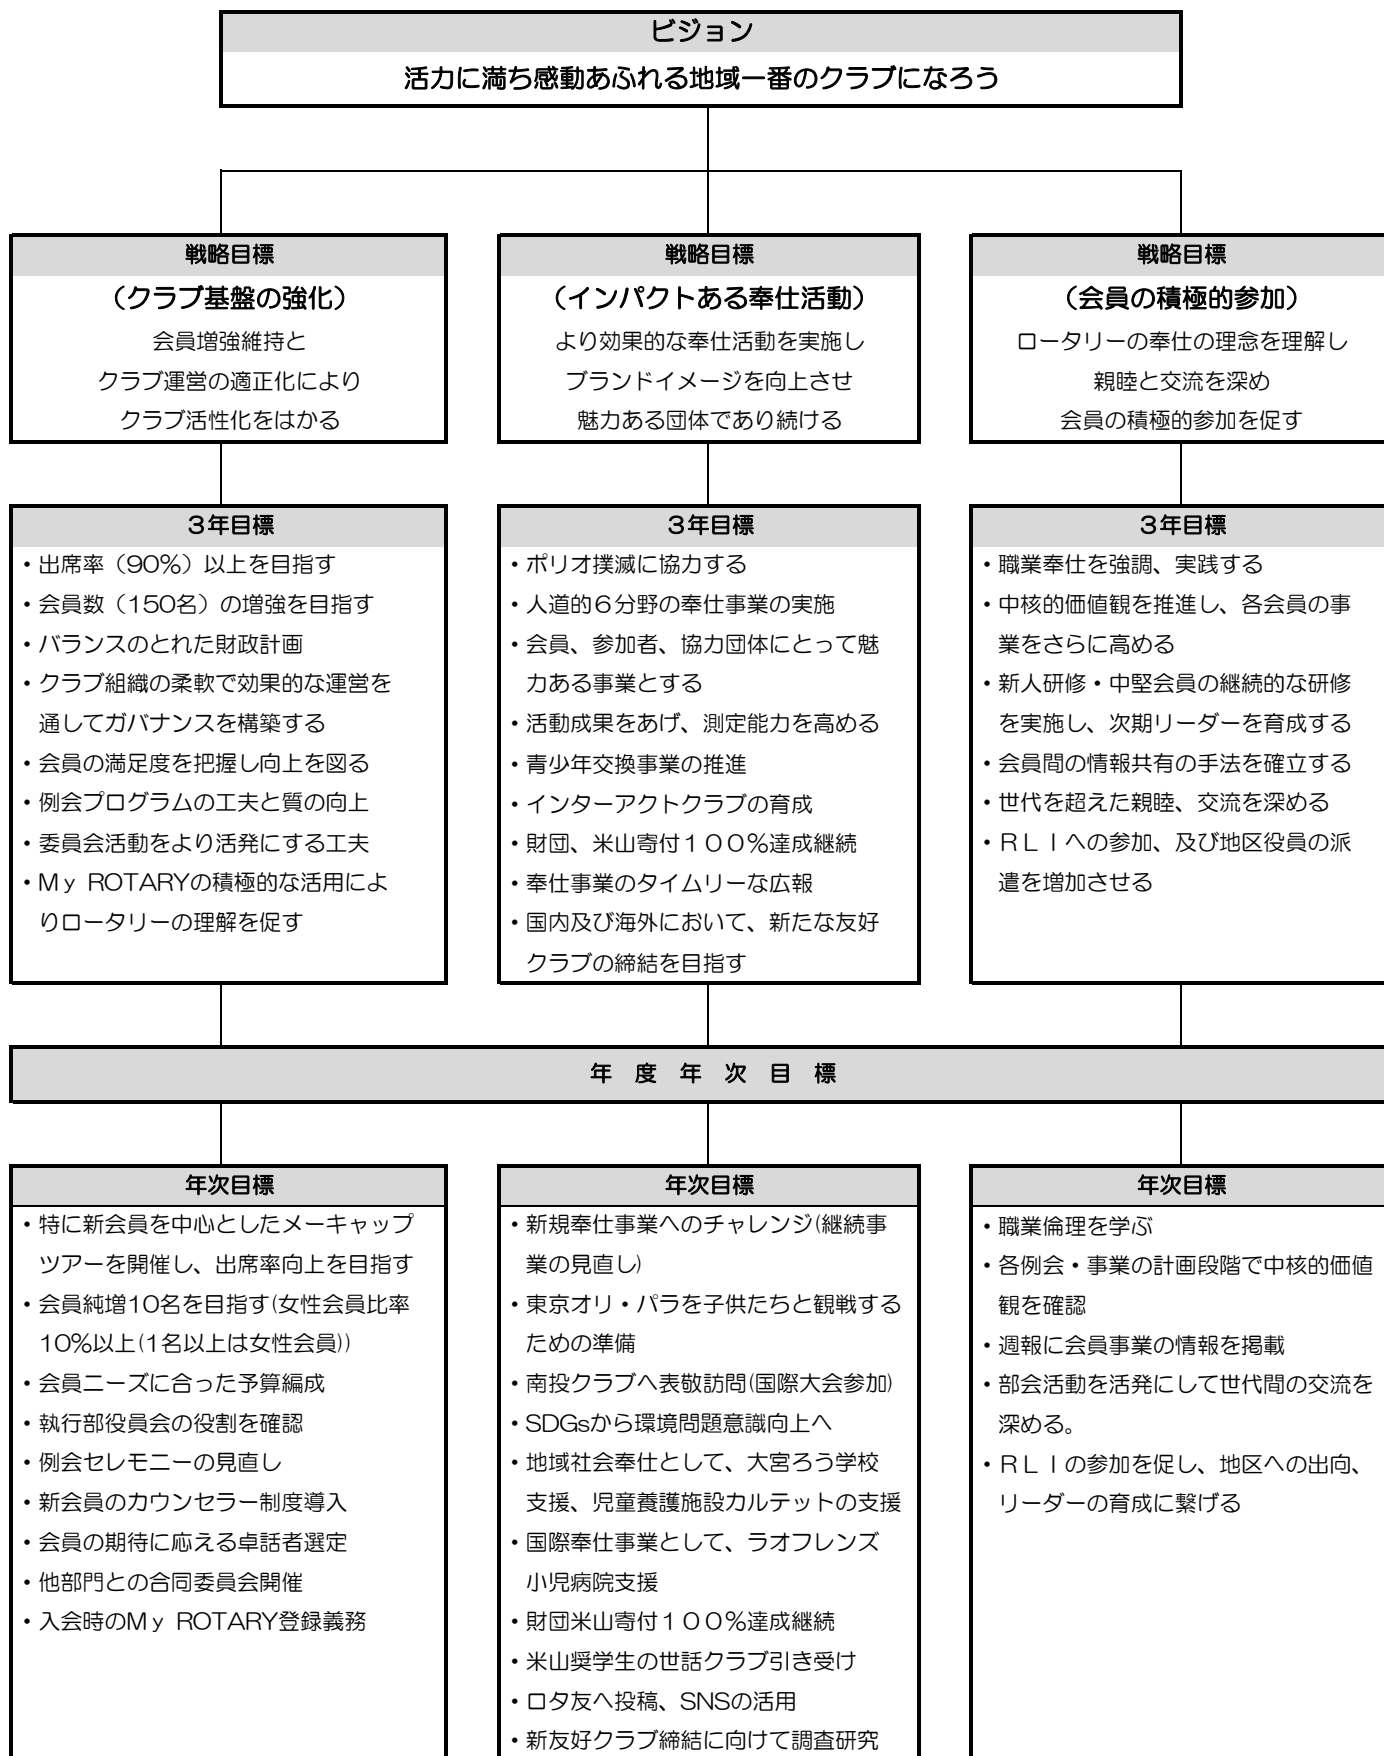 ビジョン
活力に満ち感動あふれる地域一番のクラブになろう
戦略目標
（クラブ基盤の強化）
会員増強維持と
クラブ運営の適正化により
クラブ活性化をはかる
戦略目標
（インパクトある奉仕活動）
より効果的な奉仕活動を実施し
ブランドイメージを向上させ
魅力ある団体であり続ける
戦略目標
（会員の積極的参加）
ロータリーの奉仕の理念を理解し
親睦と交流を深め
会員の積極的参加を促す
３年目標
・出席率（90％）以上を目指す
・会員数（150名）の増強を目指す
・バランスのとれた財政計画
・クラブ組織の柔軟で効果的な運営を
通してガバナンスを構築する
・会員の満足度を把握し向上を図る
・例会プログラムの工夫と質の向上
・委員会活動をより活発にする工夫
・Ｍｙ ROTARYの積極的な活用によ
りロータリーの理解を促す
３年目標
・ポリオ撲滅に協力する
・人道的６分野の奉仕事業の実施
・会員、参加者、協力団体にとって魅
力ある事業とする
・活動成果をあげ、測定能力を高める
・青少年交換事業の推進
・インターアクトクラブの育成
・財団、米山寄付１００％達成継続
・奉仕事業のタイムリーな広報
・国内及び海外において、新たな友好
クラブの締結を目指す
３年目標
・職業奉仕を強調、実践する
・中核的価値観を推進し、各会員の事
業をさらに高める
・新人研修・中堅会員の継続的な研修
を実施し、次期リーダーを育成する
・会員間の情報共有の手法を確立する
・世代を超えた親睦、交流を深める
・ＲＬＩへの参加、及び地区役員の派
遣を増加させる
年 度 年 次 目 標
年次目標
・特に新会員を中心としたメーキャップ
ツアーを開催し、出席率向上を目指す
・会員純増10名を目指す(女性会員比率
10％以上(1名以上は女性会員))
・会員ニーズに合った予算編成
・執行部役員会の役割を確認
・例会セレモニーの見直し
・新会員のカウンセラー制度導入
・会員の期待に応える卓話者選定
・他部門との合同委員会開催
・入会時のＭｙ ROTARY登録義務
年次目標
・新規奉仕事業へのチャレンジ(継続事
業の見直し)
・東京オリ・パラを子供たちと観戦する
ための準備
・南投クラブへ表敬訪問(国際大会参加)
・SDGsから環境問題意識向上へ
・地域社会奉仕として、大宮ろう学校
支援、児童養護施設カルテットの支援
・国際奉仕事業として、ラオフレンズ
小児病院支援
・財団米山寄付１００％達成継続
・米山奨学生の世話クラブ引き受け
・ロタ友へ投稿、SNSの活用
・新友好クラブ締結に向けて調査研究
年次目標
・職業倫理を学ぶ
・各例会・事業の計画段階で中核的価値
観を確認
・週報に会員事業の情報を掲載
・部会活動を活発にして世代間の交流を
深める。
・ＲＬＩの参加を促し、地区への出向、
リーダーの育成に繋げる